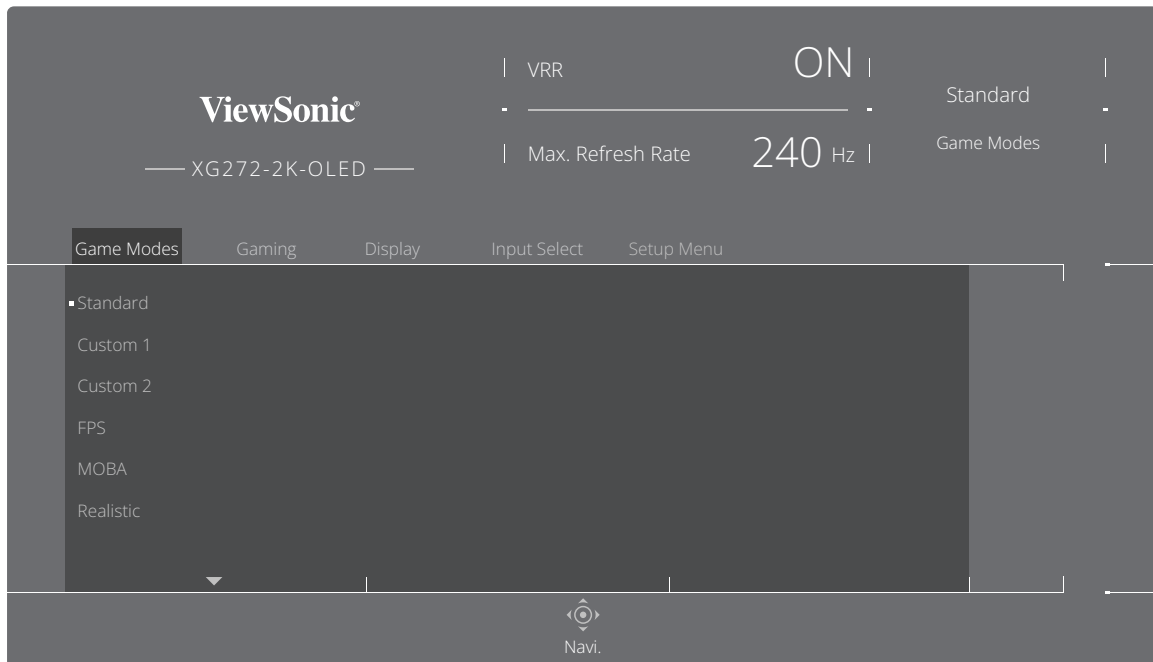 ViewSonic®
XG272-2K-OLED
VRR ON
Max. Refresh Rate 240 Hz
Standard
Game Modes
Game Modes Gaming Display Input Select Setup Menu
Standard
Custom 1
Custom 2
FPS
MOBA
Realistic
Navi.